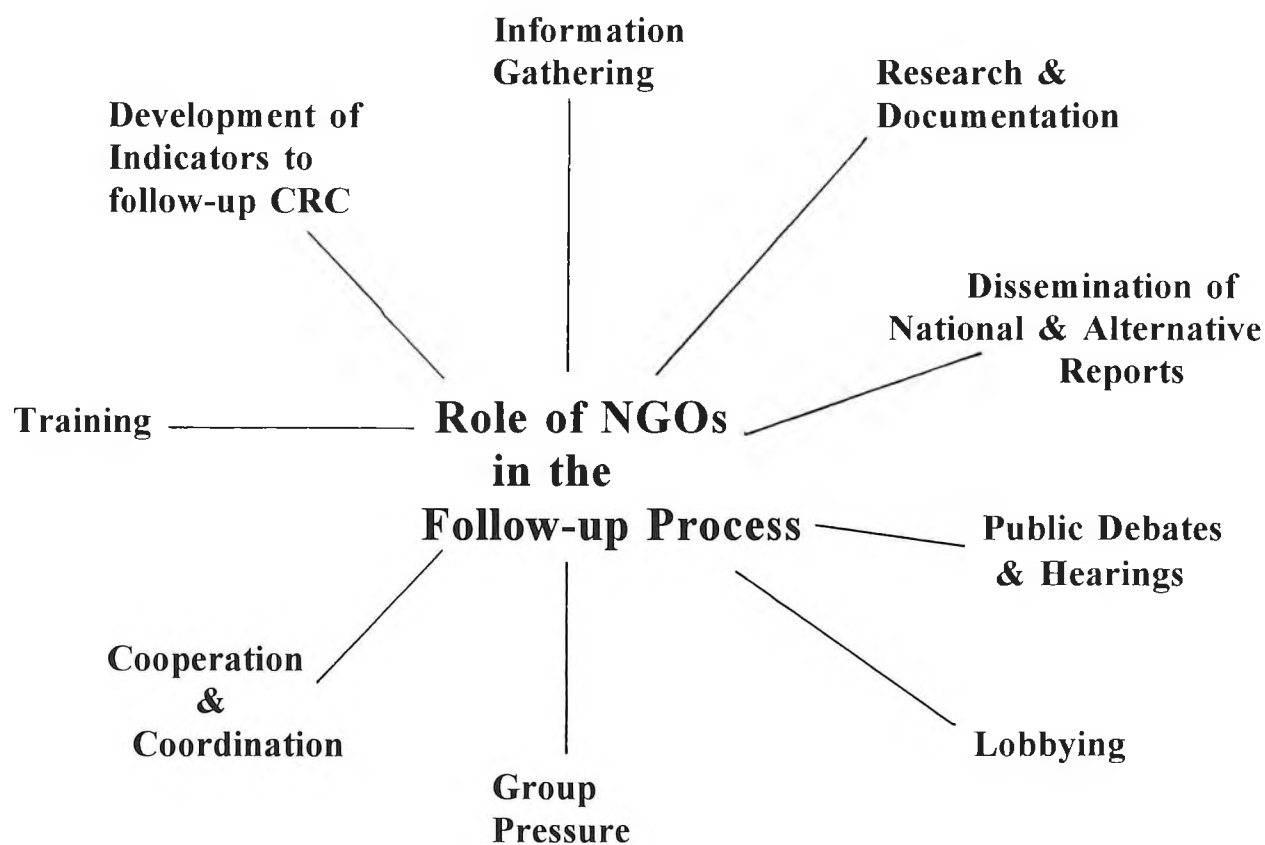 Information
Gathering
Research &
Documentation
Development of
Indicators to
follow-up CRC
Dissemination of
National & Alternative
Reports
Training
Role of NGOs
in the
Follow-up Process
Public Debates
& Hearings
Cooperation
&
Coordination
Lobbying
Group
Pressure